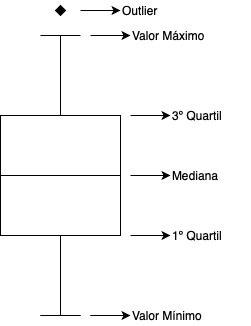 Outlier
Valor Máximo
3º Quartil
Mediana
1º Quartil
Valor Mínimo